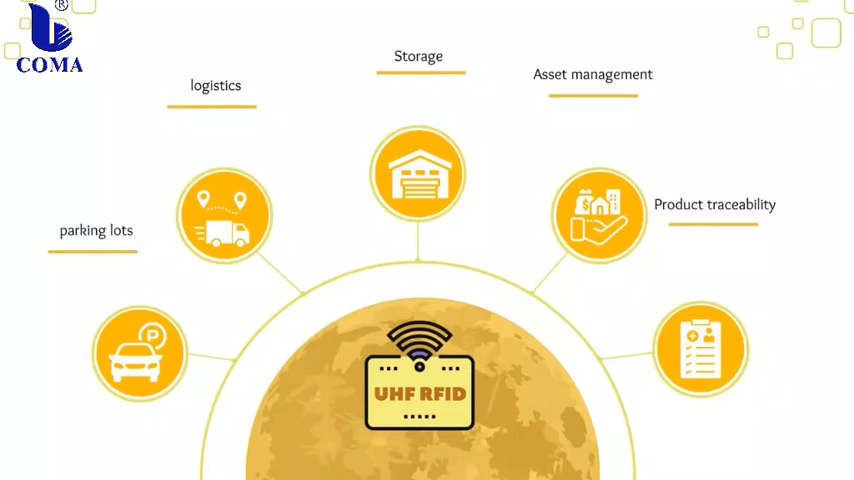 ®
COMA
Storage
Asset management
logistics
Product traceability
parking lots
P
$
UHF RFID